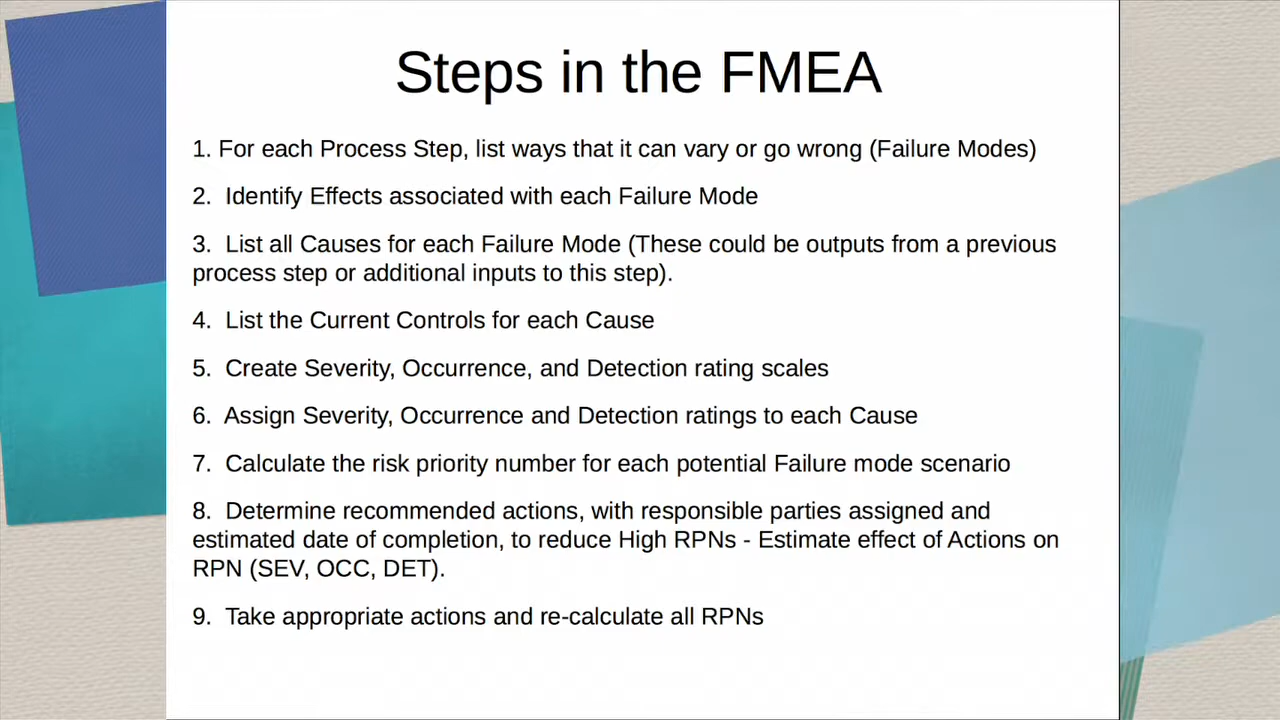 Steps in the FMEA
1. For each Process Step, list ways that it can vary or go wrong (Failure Modes)
2.  Identify Effects associated with each Failure Mode
3.  List all Causes for each Failure Mode (These could be outputs from a previous
process step or additional inputs to this step).
4.  List the Current Controls for each Cause
5.  Create Severity, Occurrence, and Detection rating scales
6.  Assign Severity, Occurrence and Detection ratings to each Cause
7.  Calculate the risk priority number for each potential Failure mode scenario
8.  Determine recommended actions, with responsible parties assigned and
estimated date of completion, to reduce High RPNs - Estimate effect of Actions on
RPN (SEV, OCC, DET).
9.  Take appropriate actions and re-calculate all RPNs